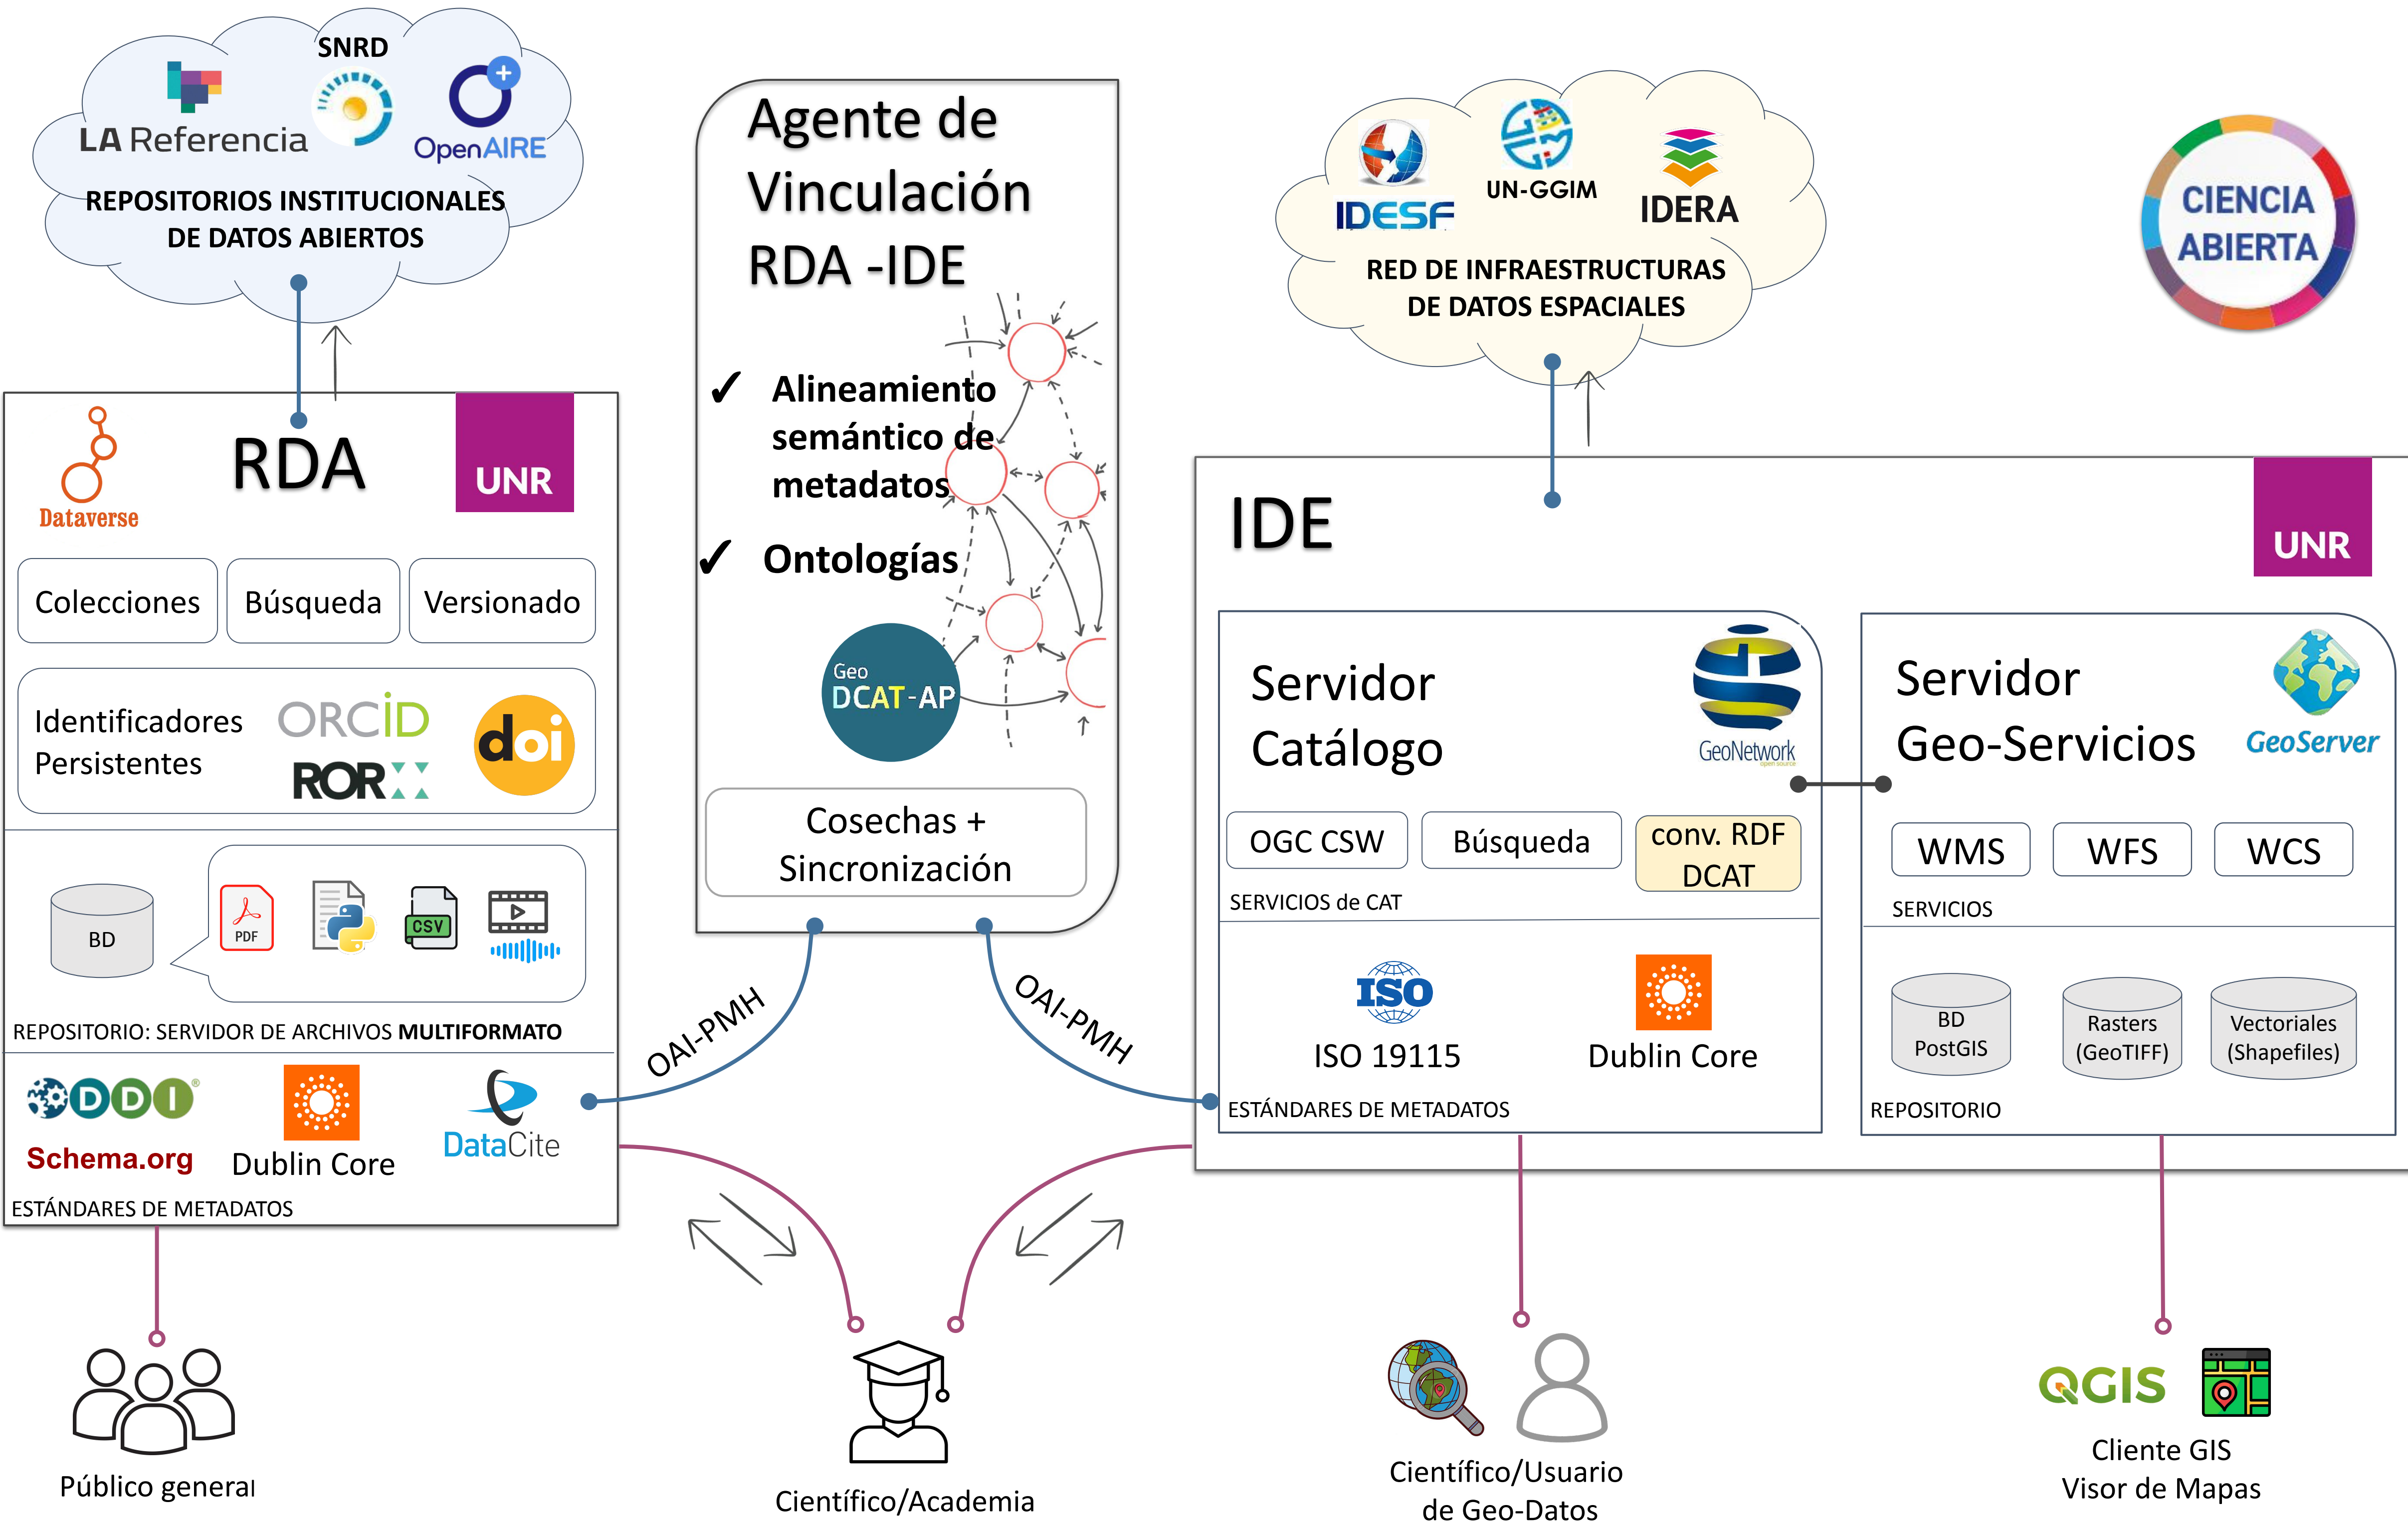 SNRD
LA Referencia
OpenAIRE
REPOSITORIOS INSTITUCIONALES
DE DATOS ABIERTOS
Agente de
Vinculación
RDA -IDE
✓ Alineamiento
semántico de
metadatos
✓ Ontologías
Geo
DCAT-AP
Cosechas +
Sincronización
IDESF
UN-GGIM
IDERA
RED DE INFRAESTRUCTURAS
DE DATOS ESPACIALES
CIENCIA
ABIERTA
Dataverse
RDA
UNR
Colecciones
Búsqueda
Versionado
Identificadores
Persistentes
ORCID
ROR
doi
BD
PDF
CSV
REPOSITORIO: SERVIDOR DE ARCHIVOS MULTIFORMATO
DDI®
Schema.org
Dublin Core
DataCite
ESTÁNDARES DE METADATOS
OAI-PMH
OAI-PMH
IDE
UNR
Servidor
Catálogo
GeoNetwork
open source
OGC CSW
Búsqueda
conv. RDF
DCAT
SERVICIOS de CAT
ISO
ISO 19115
Dublin Core
ESTÁNDARES DE METADATOS
Servidor
Geo-Servicios
GeoServer
WMS
WFS
WCS
SERVICIOS
BD
PostGIS
Rasters
(GeoTIFF)
Vectoriales
(Shapefiles)
REPOSITORIO
Público general
Científico/Academia
Científico/Usuario
de Geo-Datos
QGIS
Cliente GIS
Visor de Mapas